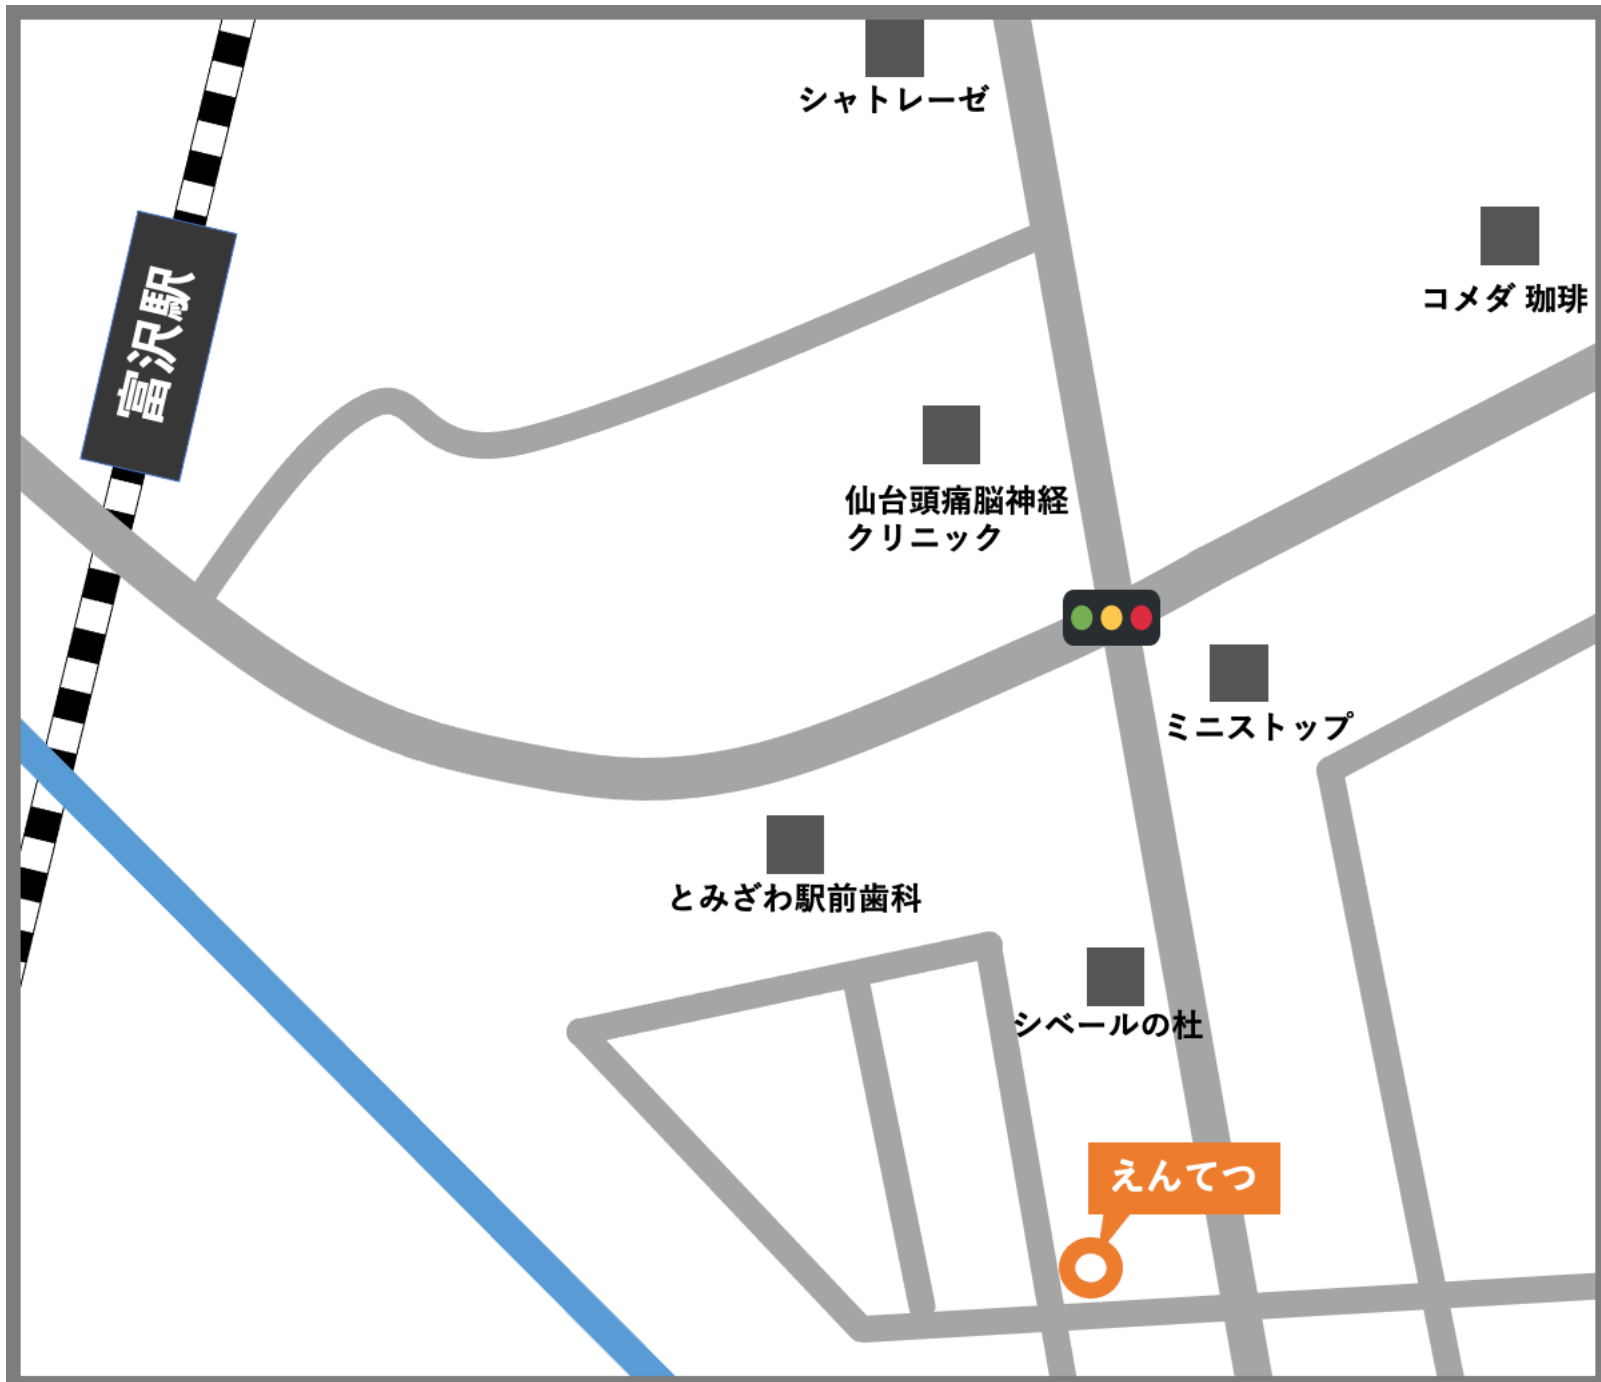 シャトレーゼ
コメダ 珈琲
富沢駅
仙台頭痛脳神経
クリニック
ミニストップ
とみざわ駅前歯科
シベールの杜
えんてつ